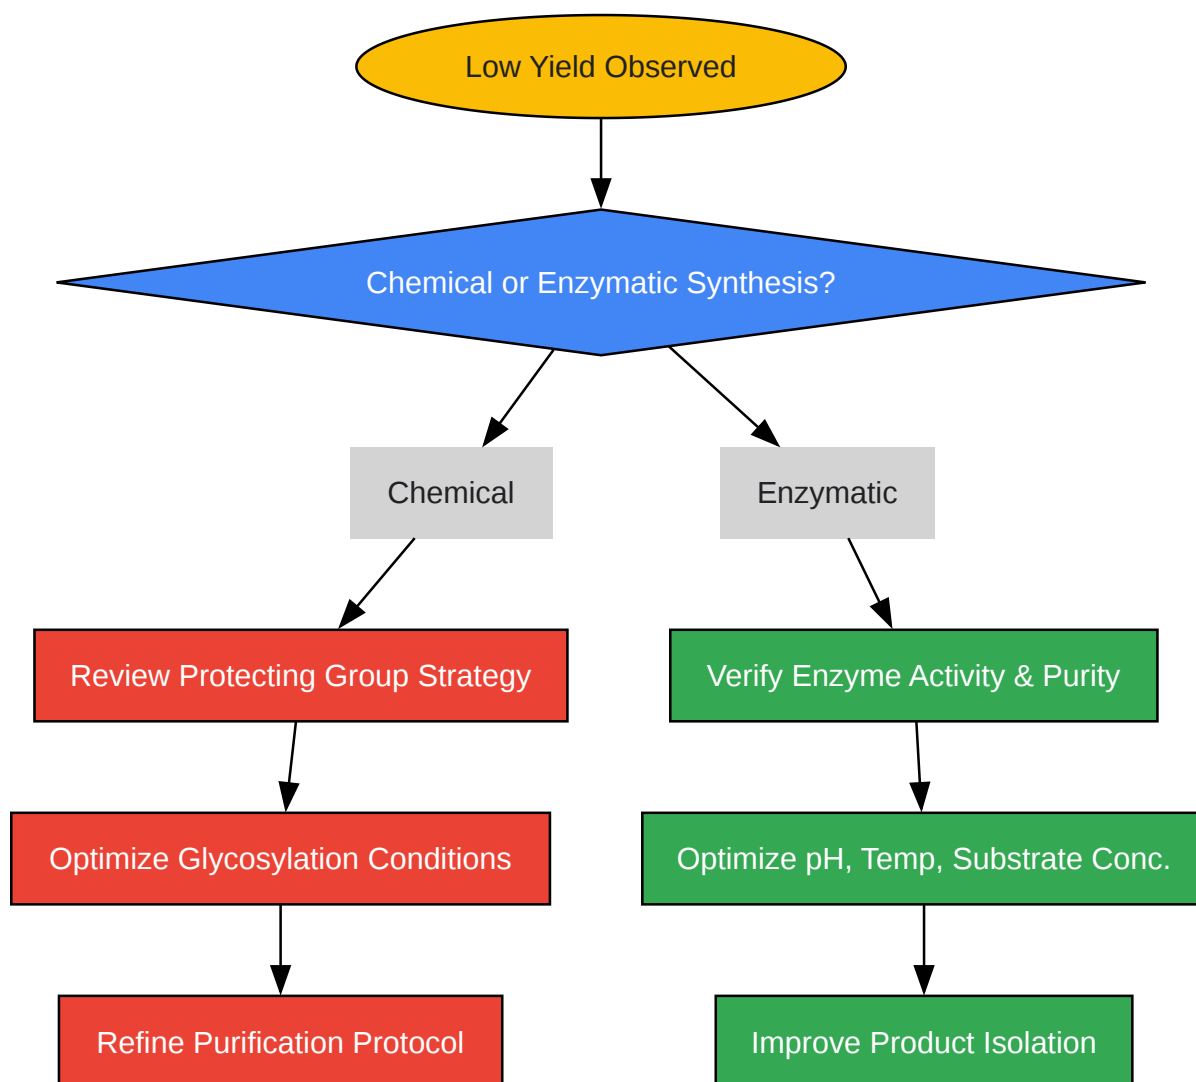 Low Yield Observed
Chemical or Enzymatic Synthesis?
Chemical
Enzymatic
Review Protecting Group Strategy
Verify Enzyme Activity & Purity
Optimize Glycosylation Conditions
Optimize pH, Temp, Substrate Conc.
Refine Purification Protocol
Improve Product Isolation